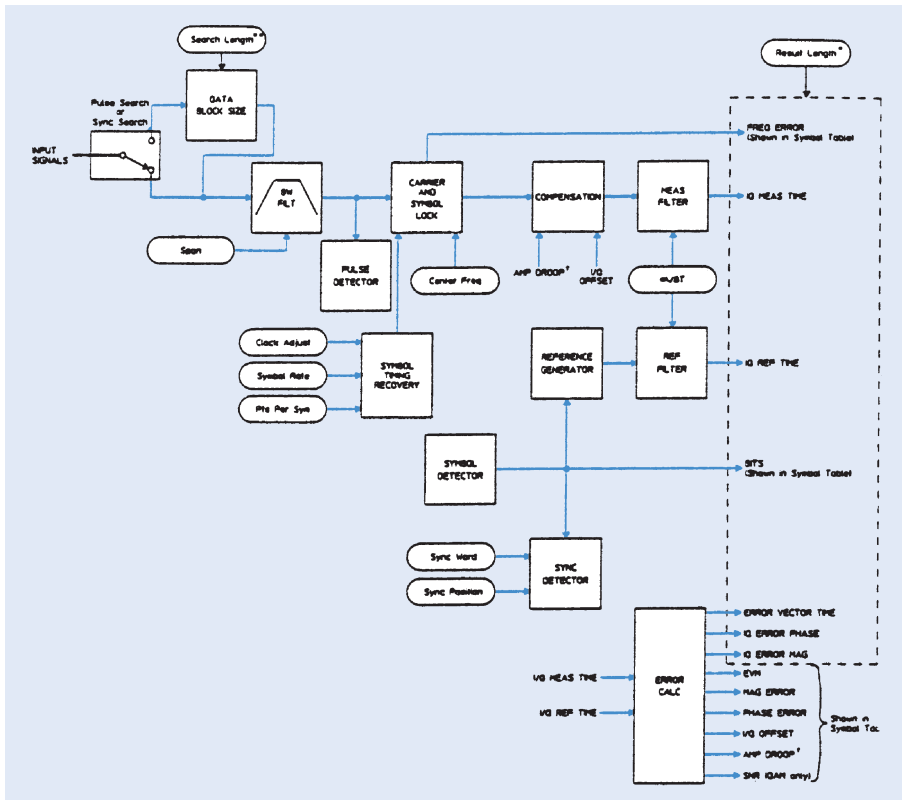 Search Length**
Result Length*
DATA
BLOCK SIZE
Pulse Search
or
Sync Search
INPUT
SIGNALS
FREQ ERROR
(Shown in Symbol Table)
BW
FILT
CARRIER
AND
SYMBOL
LOCK
COMPENSATION
MEAS
FILTER
IQ MEAS TIME
Span
PULSE
DETECTOR
Center Freq
AMP DROOP†
I/Q
OFFSET
α/BT
Clock Adjust
Symbol Rate
Pts Per Sym
SYMBOL
TIMING
RECOVERY
REFERENCE
GENERATOR
REF
FILTER
IQ REF TIME
SYMBOL
DETECTOR
BITS
(Shown in Symbol Table)
Sync Word
Sync Position
SYNC
DETECTOR
I/Q MEAS TIME
I/Q REF TIME
ERROR
CALC
ERROR VECTOR TIME
IQ ERROR PHASE
IQ ERROR MAG
EVM
MAG ERROR
PHASE ERROR
I/Q OFFSET
AMP DROOP†
SNR (QAM only)
Shown in
Symbol Tac